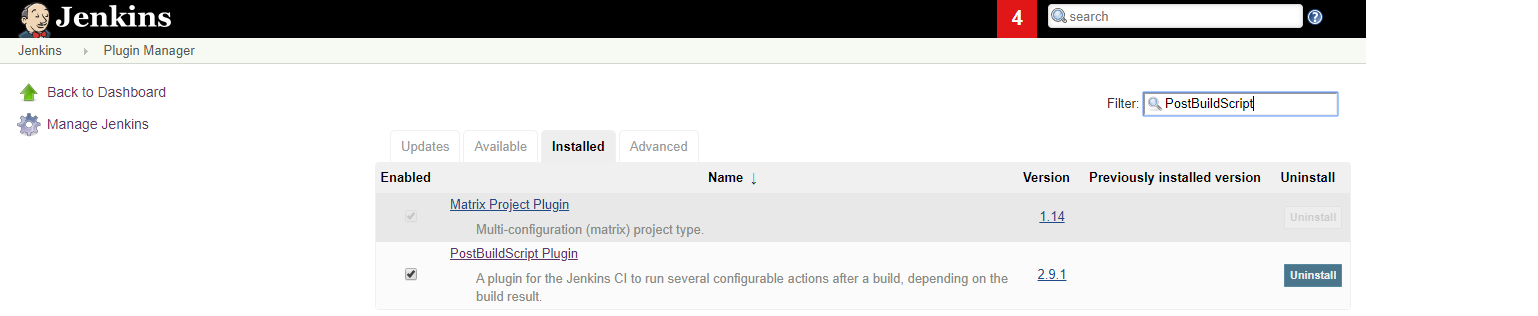 Jenkins
4
search
Jenkins
Plugin Manager
Back to Dashboard
Manage Jenkins
Filter: PostBuildScript
Updates Available Installed Advanced
Enabled Name ↓ Version Previously installed version Uninstall
Matrix Project Plugin
Multi-configuration (matrix) project type.
1.14
Uninstall
PostBuildScript Plugin
A plugin for the Jenkins CI to run several configurable actions after a build, depending on the
build result.
2.9.1
Uninstall